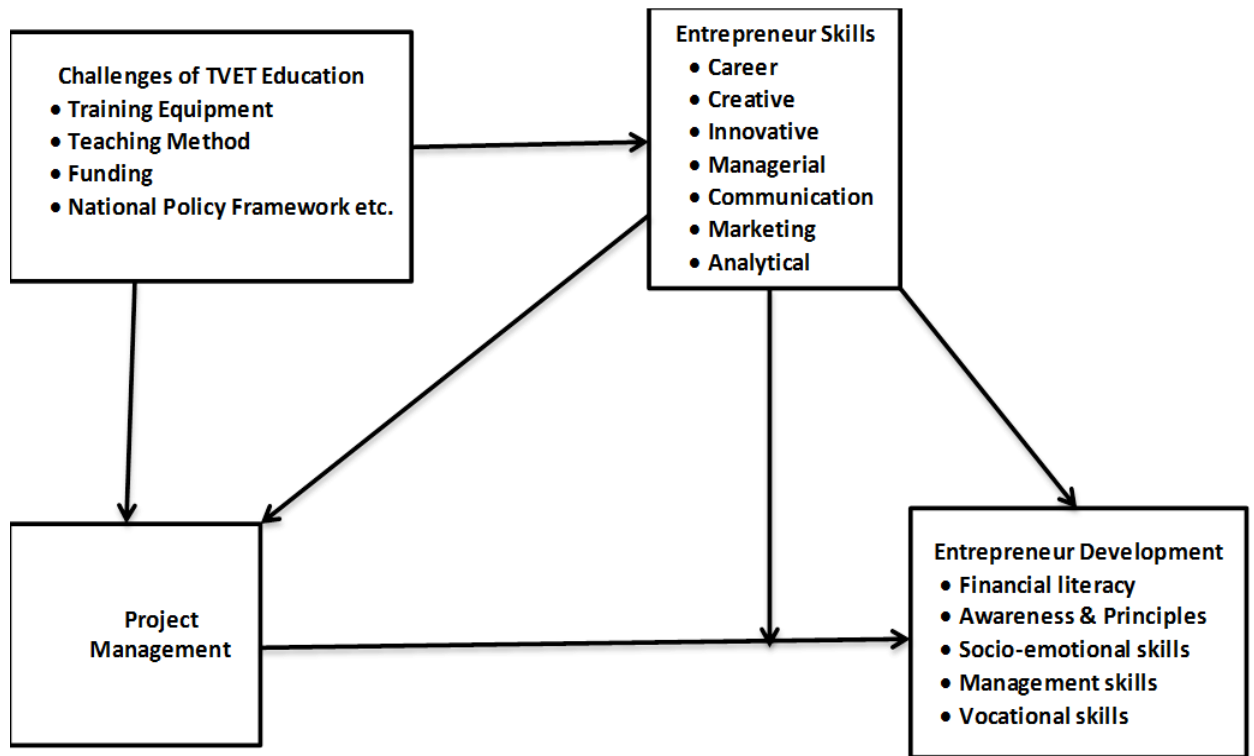 Challenges of TVET Education
• Training Equipment
• Teaching Method
• Funding
• National Policy Framework etc.
Entrepreneur Skills
• Career
• Creative
• Innovative
• Managerial
• Communication
• Marketing
• Analytical
Project
Management
Entrepreneur Development
• Financial literacy
• Awareness & Principles
• Socio-emotional skills
• Management skills
• Vocational skills